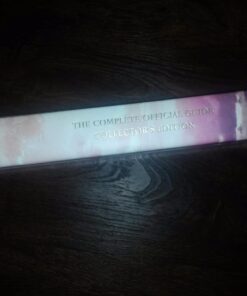 THE COMPLETE OFFICIAL GUIDE
COLLECTOR'S EDITION